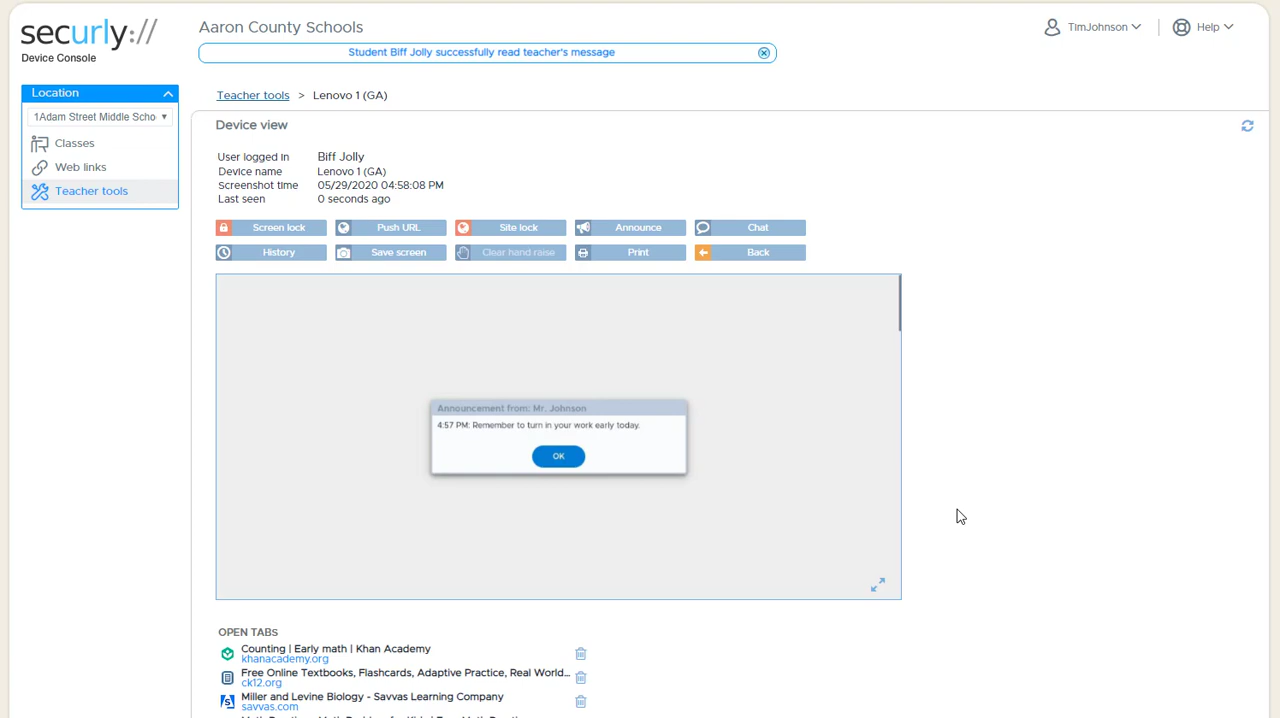 securly://
Device Console
Aaron County Schools
Student Biff Jolly successfully read teacher's message
TimJohnson
Help
Location
1Adam Street Middle Scho
Classes
Web links
Teacher tools
Teacher tools > Lenovo 1 (GA)
Device view
User logged in Biff Jolly
Device name Lenovo 1 (GA)
Screenshot time 05/29/2020 04:58:08 PM
Last seen 0 seconds ago
Screen lock Push URL Site lock Announce Chat
History Save screen Clear hand raise Print Back
Announcement from: Mr. Johnson
4:57 PM: Remember to turn in your work early today.
OK
OPEN TABS
Counting | Early math | Khan Academy
khanacademy.org
Free Online Textbooks, Flashcards, Adaptive Practice, Real World...
ck12.org
Miller and Levine Biology - Savvas Learning Company
savvas.com